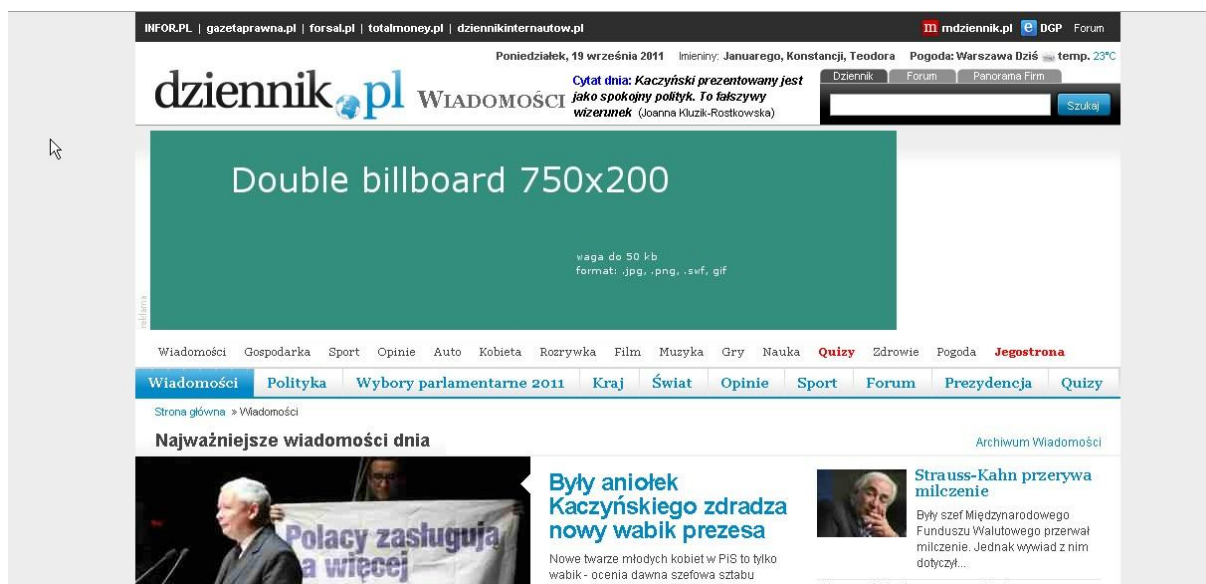 INFOR.PL | gazetaprawna.pl | forsal.pl | totalmoney.pl | dziennikinternautow.pl
m mdziennik.pl e DGP Forum
Poniedziałek, 19 września 2011 Imieniny: Januarego, Konstancji, Teodora Pogoda: Warszawa Dziś temp. 23°C
dziennik.pl WIADOMOŚCI
Cytat dnia: Kaczyński prezentowany jest
jako spokojny polityk. To fałszywy
wizerunek (Joanna Kluzik-Rostkowska)
Dziennik Forum Panorama Firm
Szukaj
Double billboard 750x200
waga do 50 kb
format: .jpg, .png, .swf, gif
reklama
Wiadomości Gospodarka Sport Opinie Auto Kobieta Rozrywka Film Muzyka Gry Nauka Quizy Zdrowie Pogoda Jegostrona
Wiadomości Polityka Wybory parlamentarne 2011 Kraj Świat Opinie Sport Forum Prezydencja Quizy
Strona główna » Wiadomości
Najważniejsze wiadomości dnia
Archiwum Wiadomości
Polacy zasługują
a więcej
Były aniołek
Kaczyńskiego zdradza
nowy wabik prezesa
Nowe twarze młodych kobiet w PiS to tylko
wabik - ocenia dawna szefowa sztabu
Strauss-Kahn przerywa
milczenie
Były szef Międzynarodowego
Funduszu Walutowego przerwał
milczenie. Jednak wywiad z nim
dotyczył...